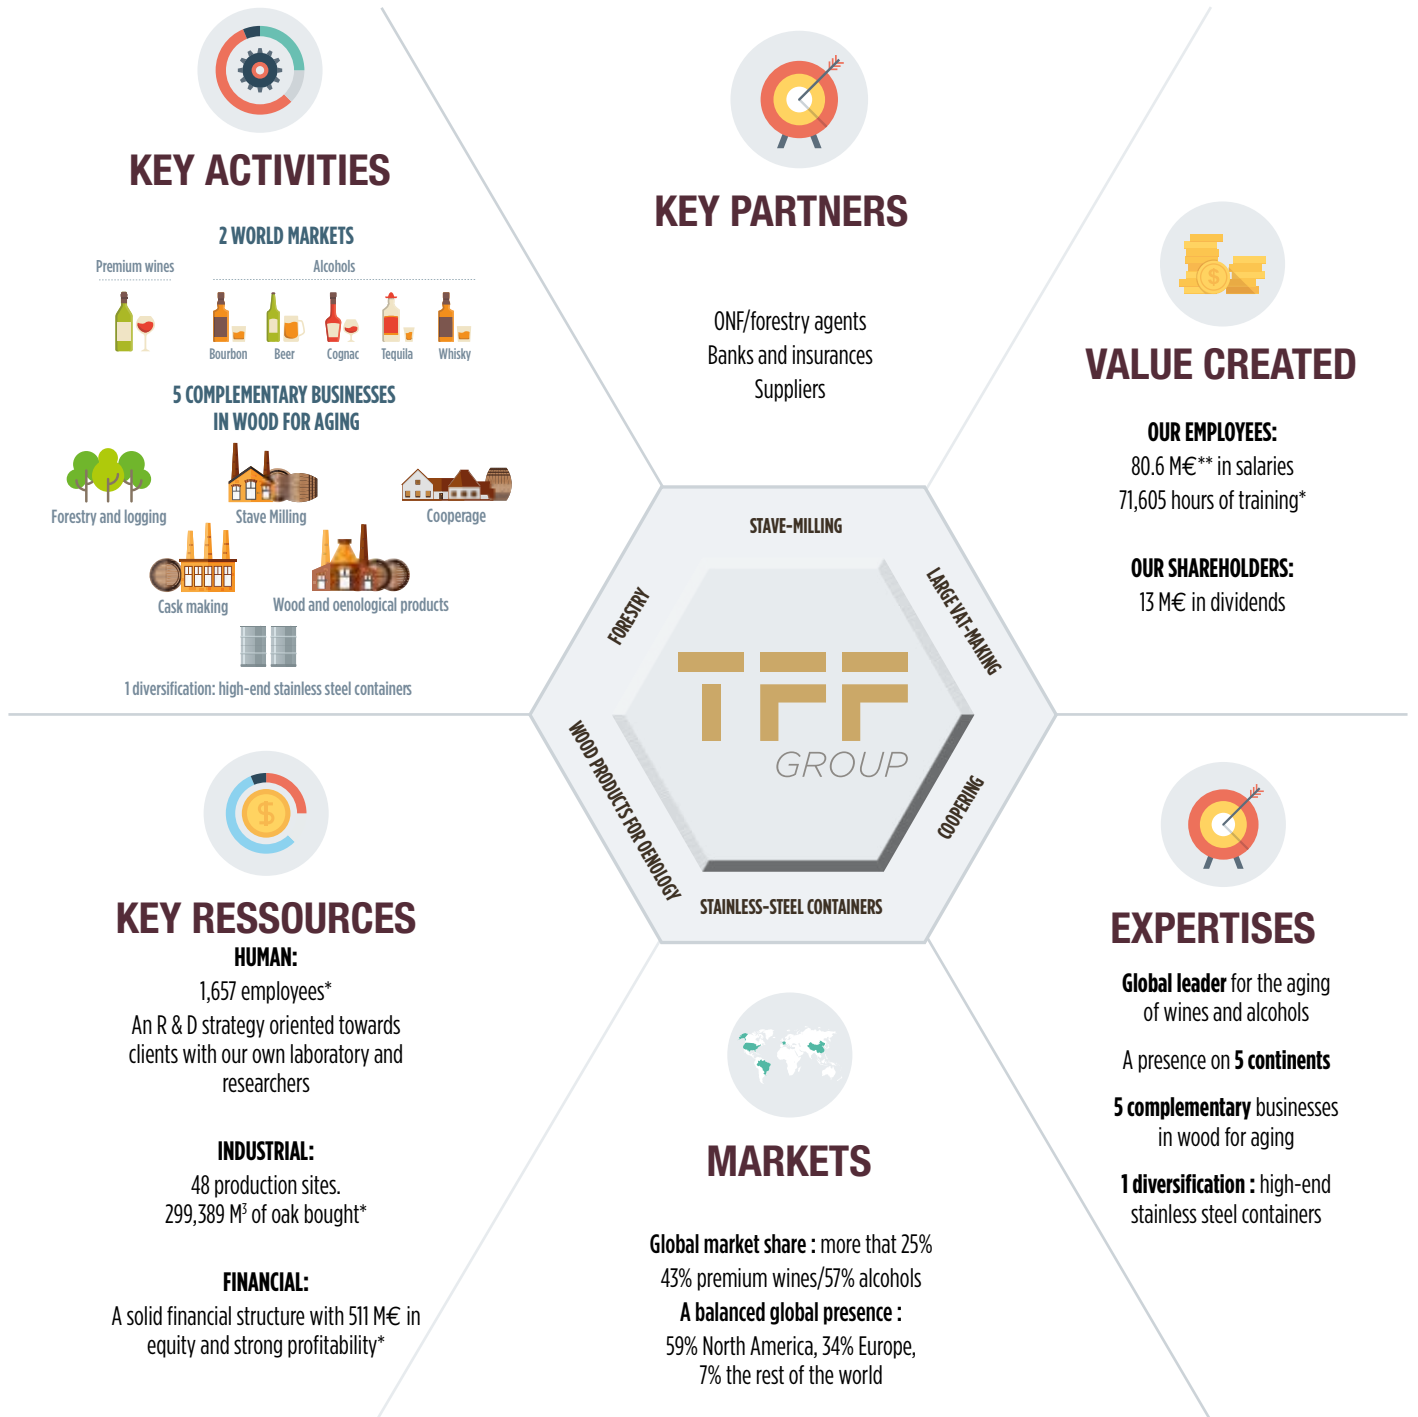 KEY ACTIVITIES
2 WORLD MARKETS
Premium wines
Alcohols
Bourbon
Beer
Cognac
Tequila
Whisky
5 COMPLEMENTARY BUSINESSES
IN WOOD FOR AGING
Forestry and logging
Stave Milling
Cooperage
Cask making
Wood and oenological products
1 diversification: high-end stainless steel containers
KEY PARTNERS
ONF/forestry agents
Banks and insurances
Suppliers
VALUE CREATED
OUR EMPLOYEES:
80.6 M€** in salaries
71,605 hours of training*
OUR SHAREHOLDERS:
13 M€ in dividends
STAVE-MILLING
LARGE VAT-MAKING
COOPERING
STAINLESS-STEEL CONTAINERS
WOOD PRODUCTS FOR OENOLOGY
FORESTRY
TFF
GROUP
KEY RESSOURCES
HUMAN:
1,657 employees*
An R & D strategy oriented towards
clients with our own laboratory and
researchers
INDUSTRIAL:
48 production sites.
299,389 M³ of oak bought*
FINANCIAL:
A solid financial structure with 511 M€ in
equity and strong profitability*
MARKETS
Global market share : more that 25%
43% premium wines/57% alcohols
A balanced global presence :
59% North America, 34% Europe,
7% the rest of the world
EXPERTISES
Global leader for the aging
of wines and alcohols
A presence on 5 continents
5 complementary businesses
in wood for aging
1 diversification : high-end
stainless steel containers